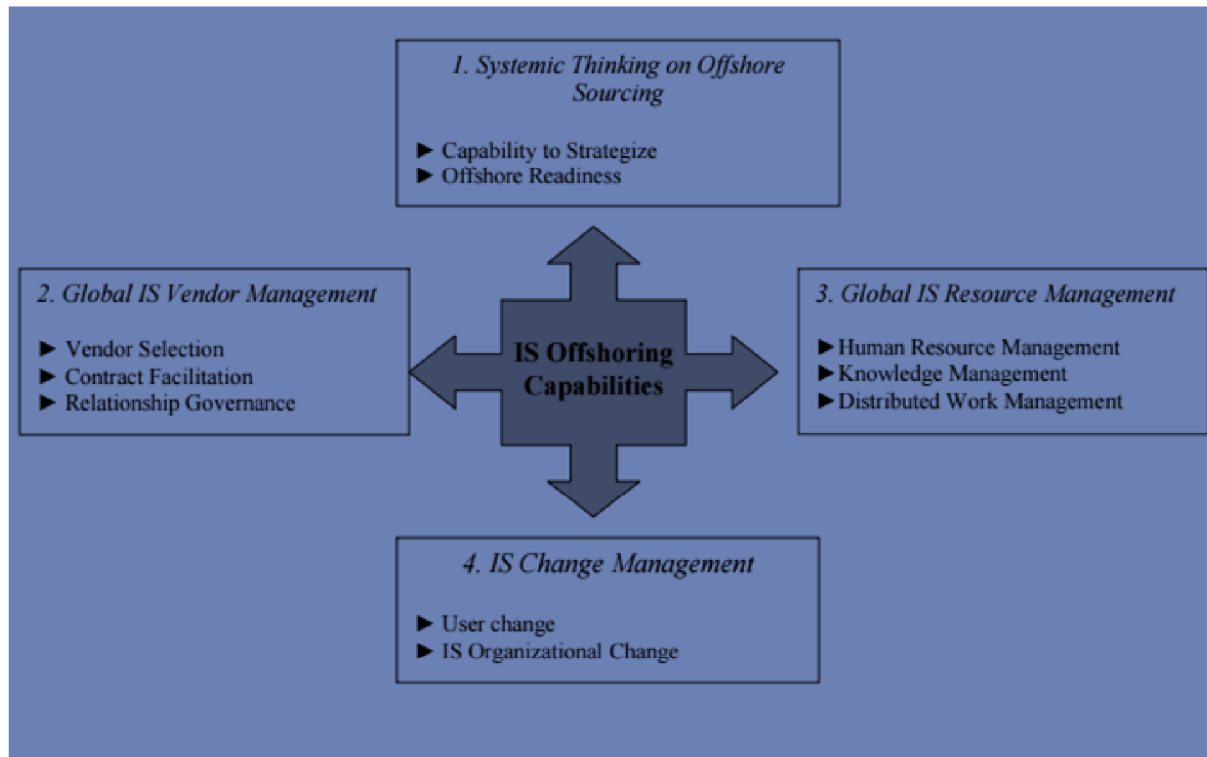 1. Systemic Thinking on Offshore
Sourcing
► Capability to Strategize
► Offshore Readiness
2. Global IS Vendor Management
► Vendor Selection
► Contract Facilitation
► Relationship Governance
IS Offshoring
Capabilities
3. Global IS Resource Management
►Human Resource Management
►Knowledge Management
►Distributed Work Management
4. IS Change Management
► User change
► IS Organizational Change